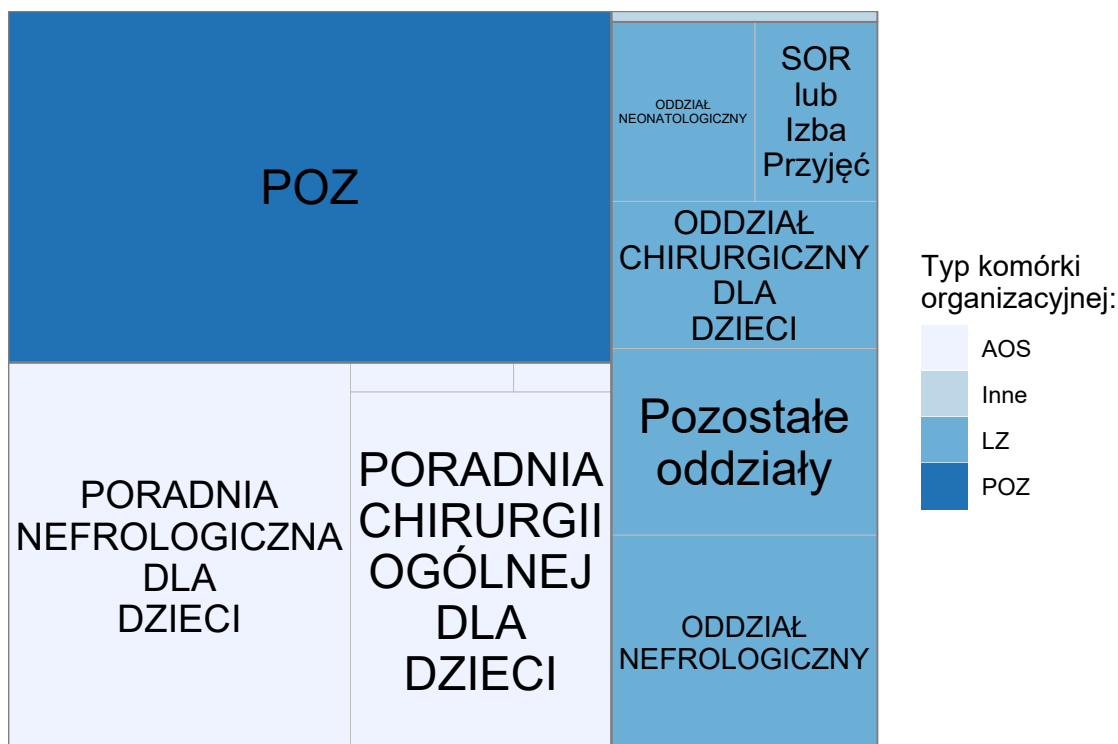 POZ
ODDZIAŁ
NEONATOLOGICZNY
SOR
lub
Izba
Przyjęć
ODDZIAŁ
CHIRURGICZNY
DLA
DZIECI
Pozostałe
oddziały
ODDZIAŁ
NEFROLOGICZNY
PORADNIA
NEFROLOGICZNA
DLA
DZIECI
PORADNIA
CHIRURGII
OGÓLNEJ
DLA
DZIECI
Typ komórki
organizacyjnej:
AOS
Inne
LZ
POZ